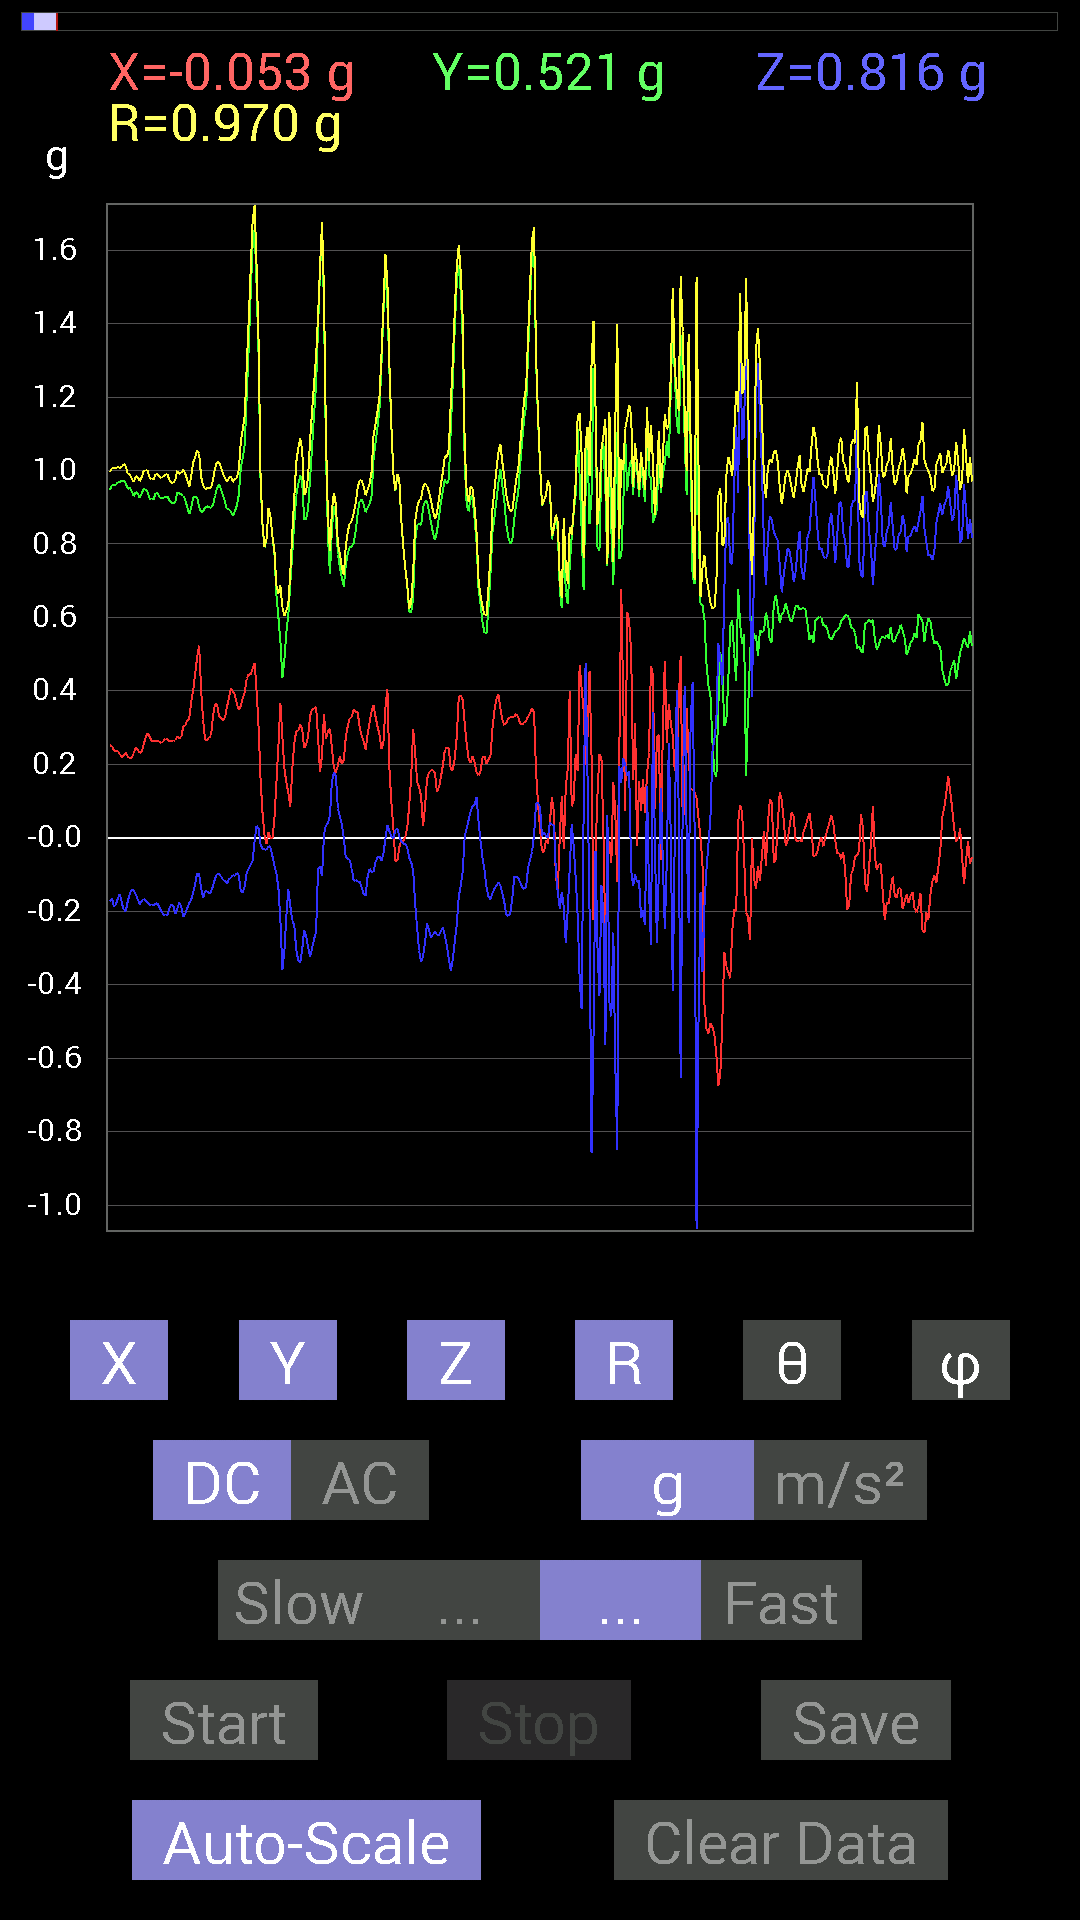 X=-0.053 g Y=0.521 g Z=0.816 g
R=0.970 g
g
1.6
1.4
1.2
1.0
0.8
0.6
0.4
0.2
-0.0
-0.2
-0.4
-0.6
-0.8
-1.0
X Y Z R θ φ
DC AC g m/s²
Slow ... ... Fast
Start Stop Save
Auto-Scale Clear Data